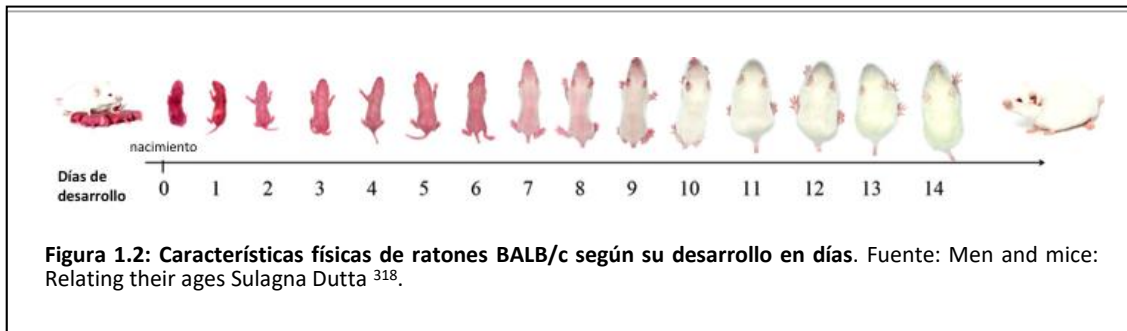 nacimiento
Días de
desarrollo
0 1 2 3 4 5 6 7 8 9 10 11 12 13 14
Figura 1.2: Características físicas de ratones BALB/c según su desarrollo en días. Fuente: Men and mice:
Relating their ages Sulagna Dutta 318.